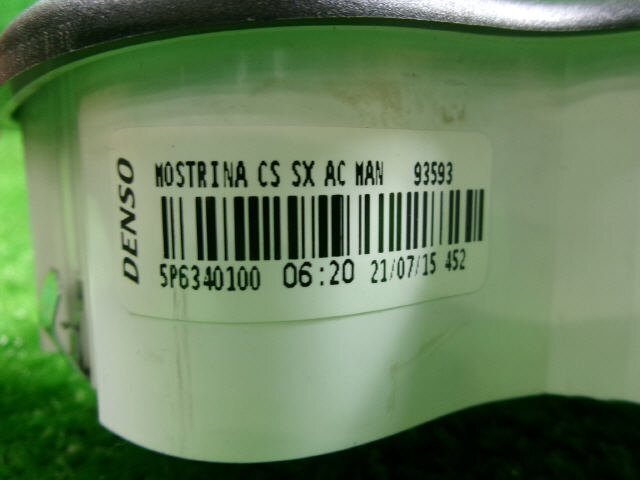 DENSO
MOSTRINA CS SX AC MAN 93593
5P6340100 06:20 21/07/15 452